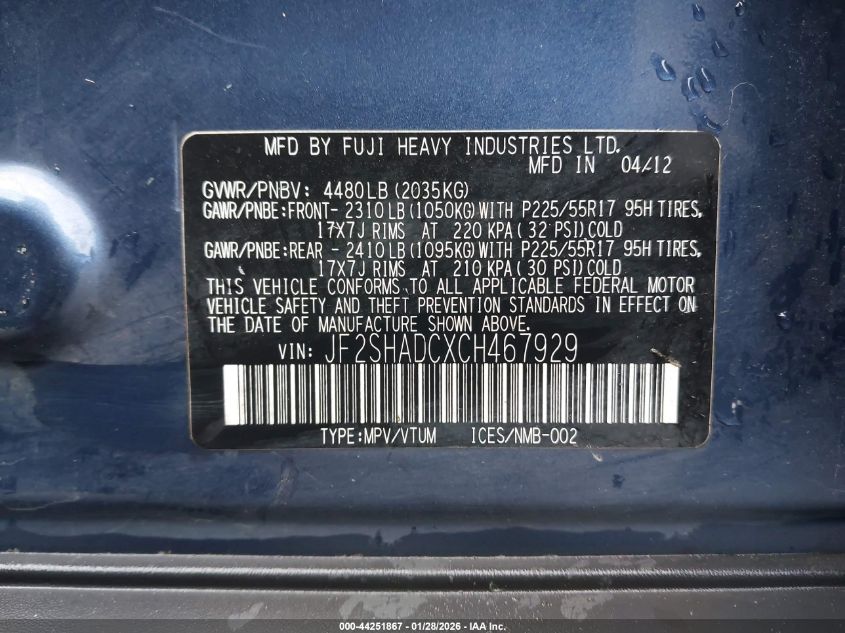 MFD BY FUJI HEAVY INDUSTRIES LTD.
MFD IN 04/12
GVWR/PNBV: 4480LB(2035KG)
GAWR/PNBE:FRONT- 2310LB(1050KG)WITH P225/55R17 95H TIRES,
17X7J RIMS AT 220 KPA( 32 PSI)COLD
GAWR/PNBE:REAR - 2410LB(1095KG)WITH P225/55R17 95H TIRES,
17X7J RIMS AT 210 KPA( 30 PSI)COLD
THIS VEHICLE CONFORMS TO ALL APPLICABLE FEDERAL MOTOR
VEHICLE SAFETY AND THEFT PREVENTION STANDARDS IN EFFECT ON
THE DATE OF MANUFACTURE SHOWN ABOVE.
VIN: JF2SHADCXCH467929
TYPE:MPV/VTUM ICES/NMB-002
000-44251867 - 01/28/2026 - IAA Inc.